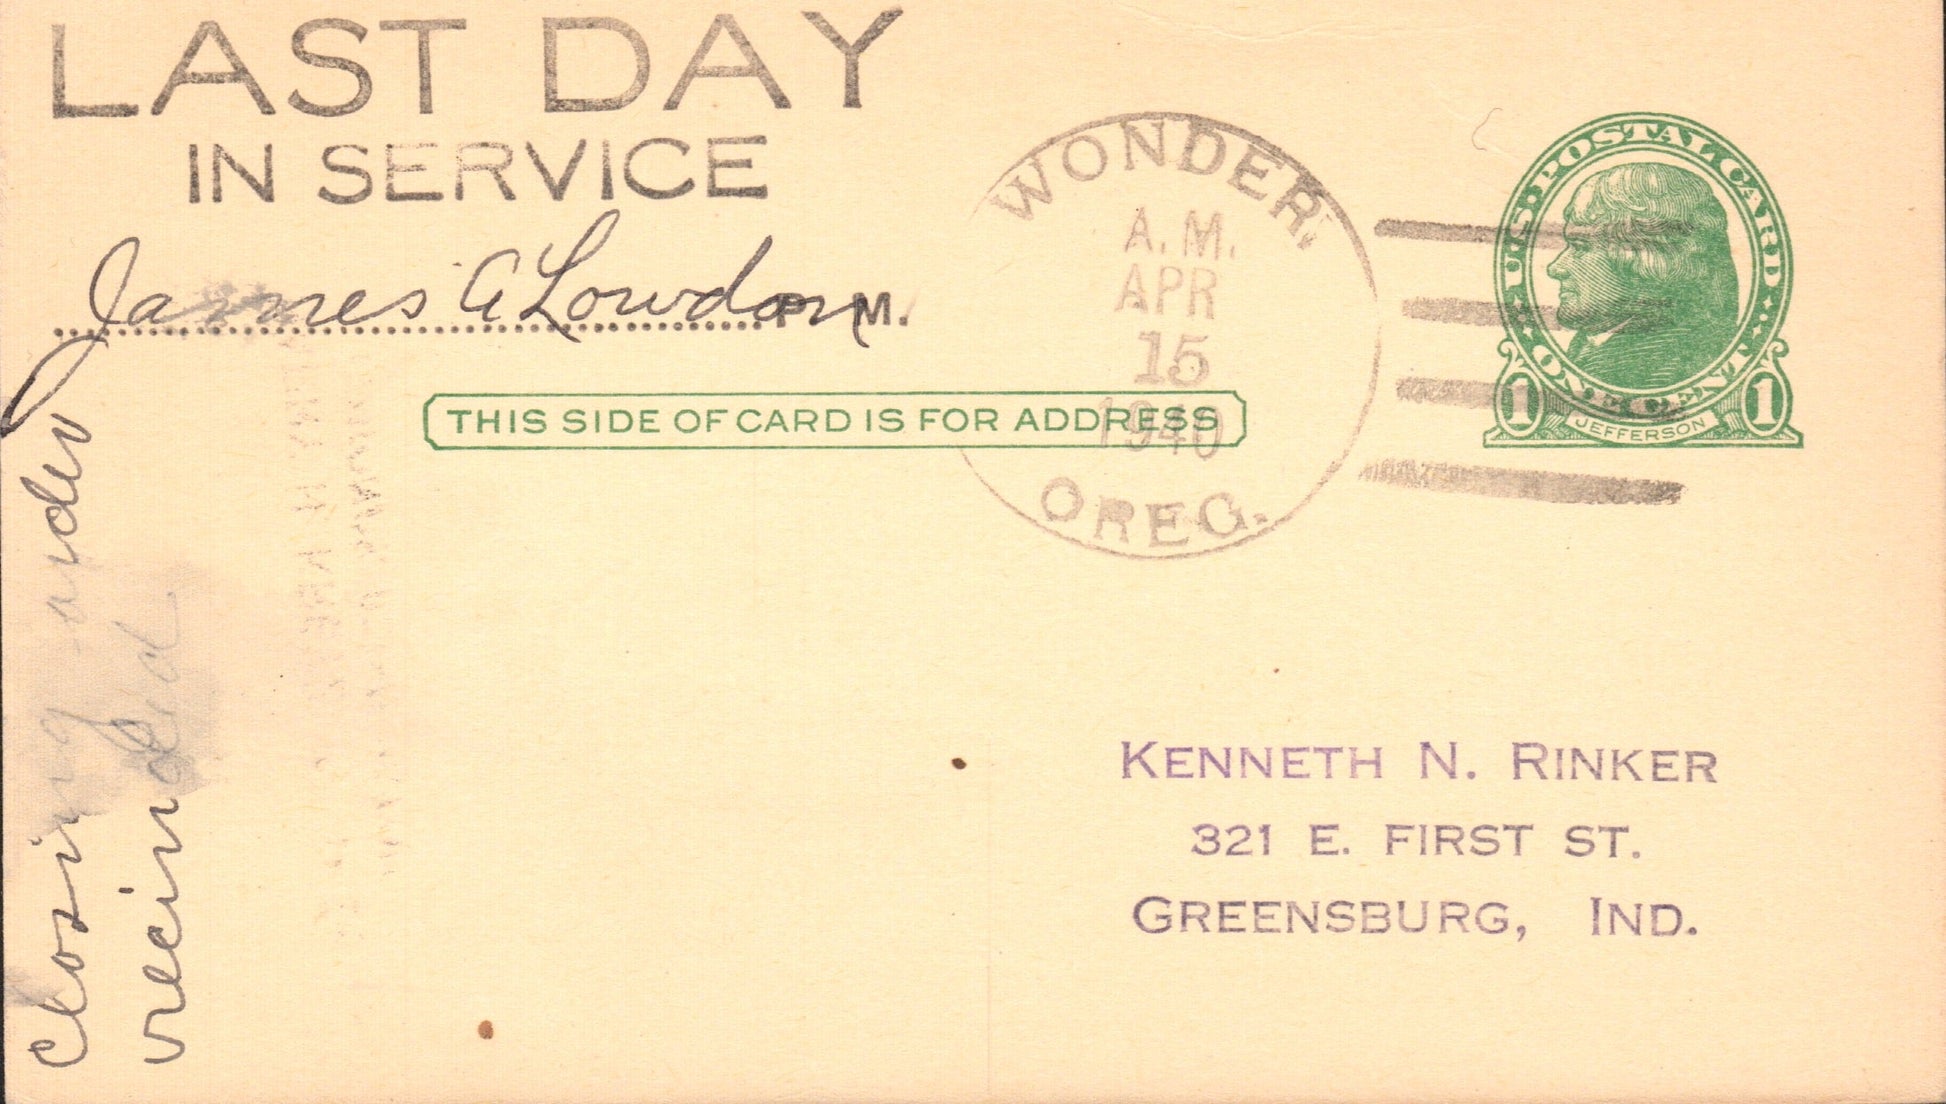 LAST DAY
IN SERVICE
James A Lowdon P. M.
WONDER,
A.M.
APR
15
1940
OREG.
U.S. POSTAL CARD
ONE CENT
1 JEFFERSON 1
THIS SIDE OF CARD IS FOR ADDRESS
KENNETH N. RINKER
321 E. FIRST ST.
GREENSBURG, IND.
closing order